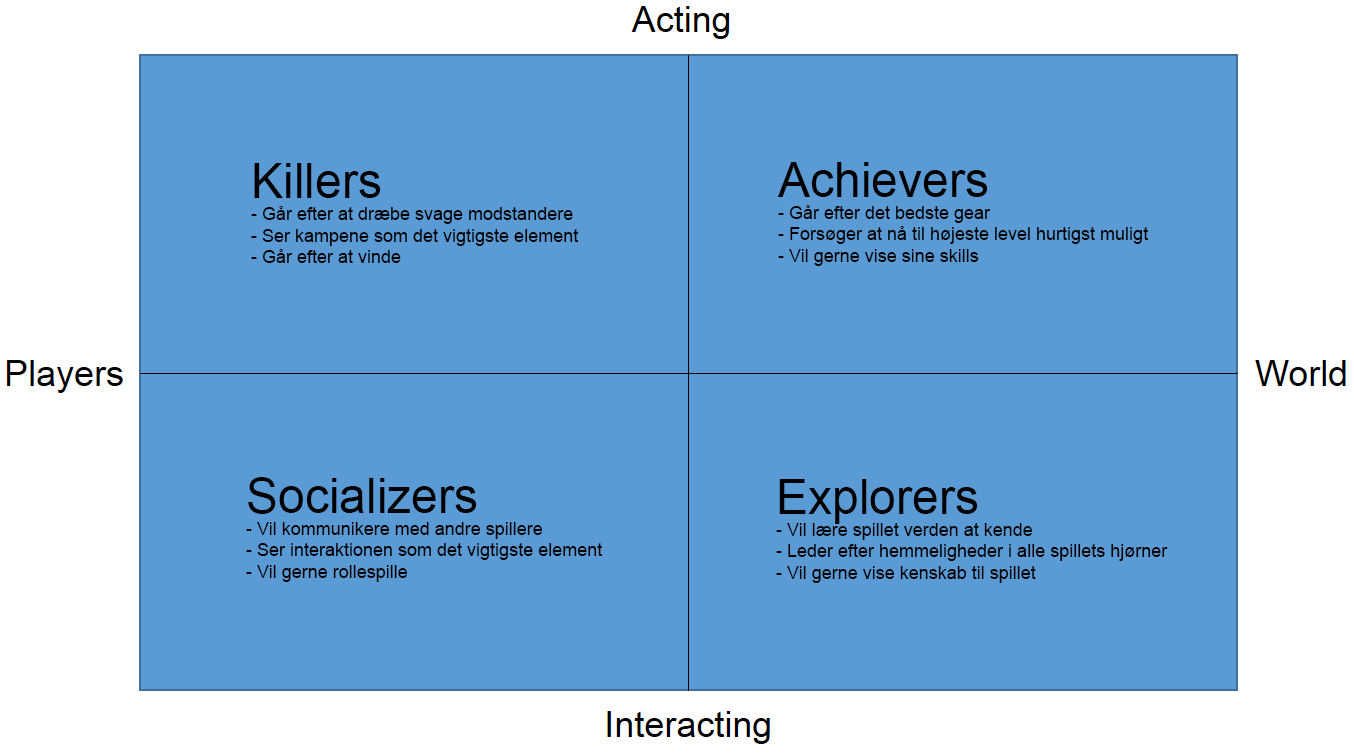 Acting
Killers
- Går efter at dræbe svage modstandere
- Ser kampene som det vigtigste element
- Går efter at vinde
Achievers
- Går efter det bedste gear
- Forsøger at nå til højeste level hurtigst muligt
- Vil gerne vise sine skills
Players
World
Socializers
- Vil kommunikere med andre spillere
- Ser interaktionen som det vigtigste element
- Vil gerne rollespille
Explorers
- Vil lære spillet verden at kende
- Leder efter hemmeligheder i alle spillets hjørner
- Vil gerne vise kenskab til spillet
Interacting